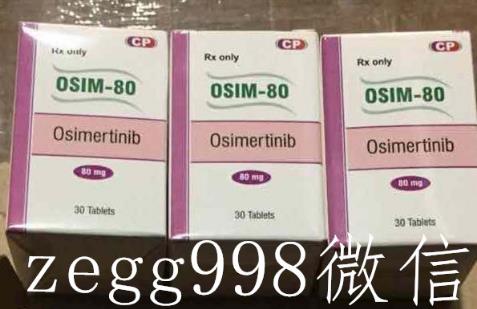 CP
Rx only
OSIM-80
Osimertinib
80 mg
30 Tablets
CP
Rx only
OSIM-80
Osimertinib
80 mg
30 Tablets
CP
Rx only
OSIM-80
Osimertinib
80 mg
30 Tablets
zegg998微信